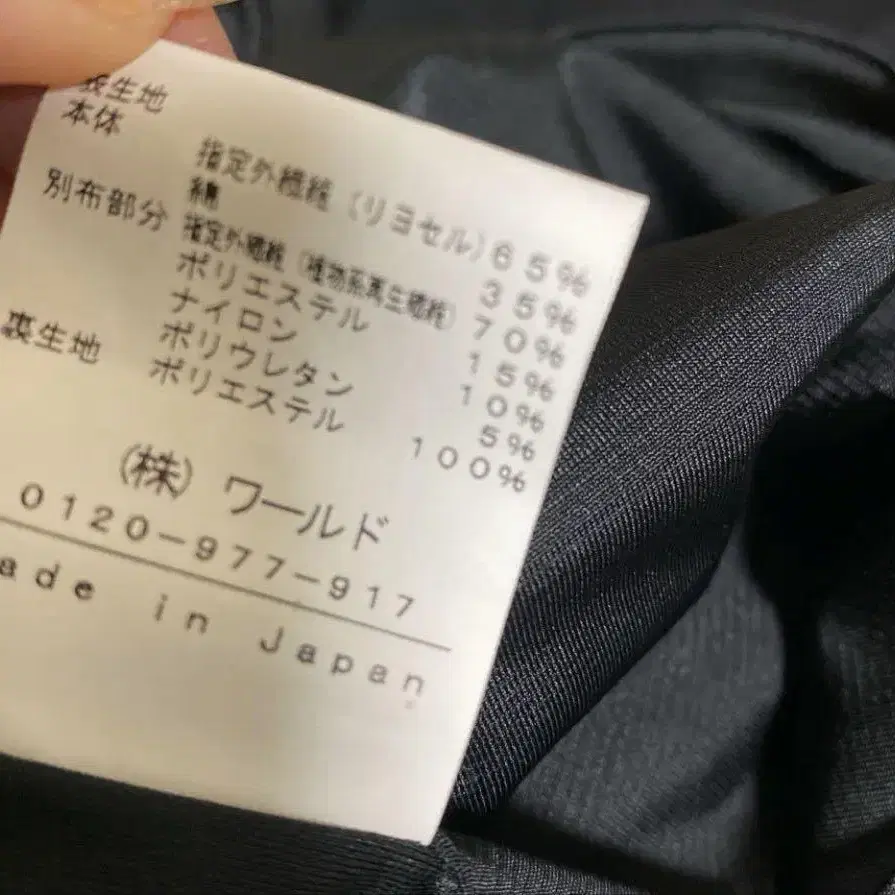 表生地
本体
指定外繊維(リヨセル)65%
綿 35%
別布部分 指定外繊維(植物系再生繊維) 70%
ポリエステル 15%
ナイロン 10%
ポリウレタン 5%
裏生地 ポリエステル 100%
(株)ワールド
0120-977-917
ade in Japan